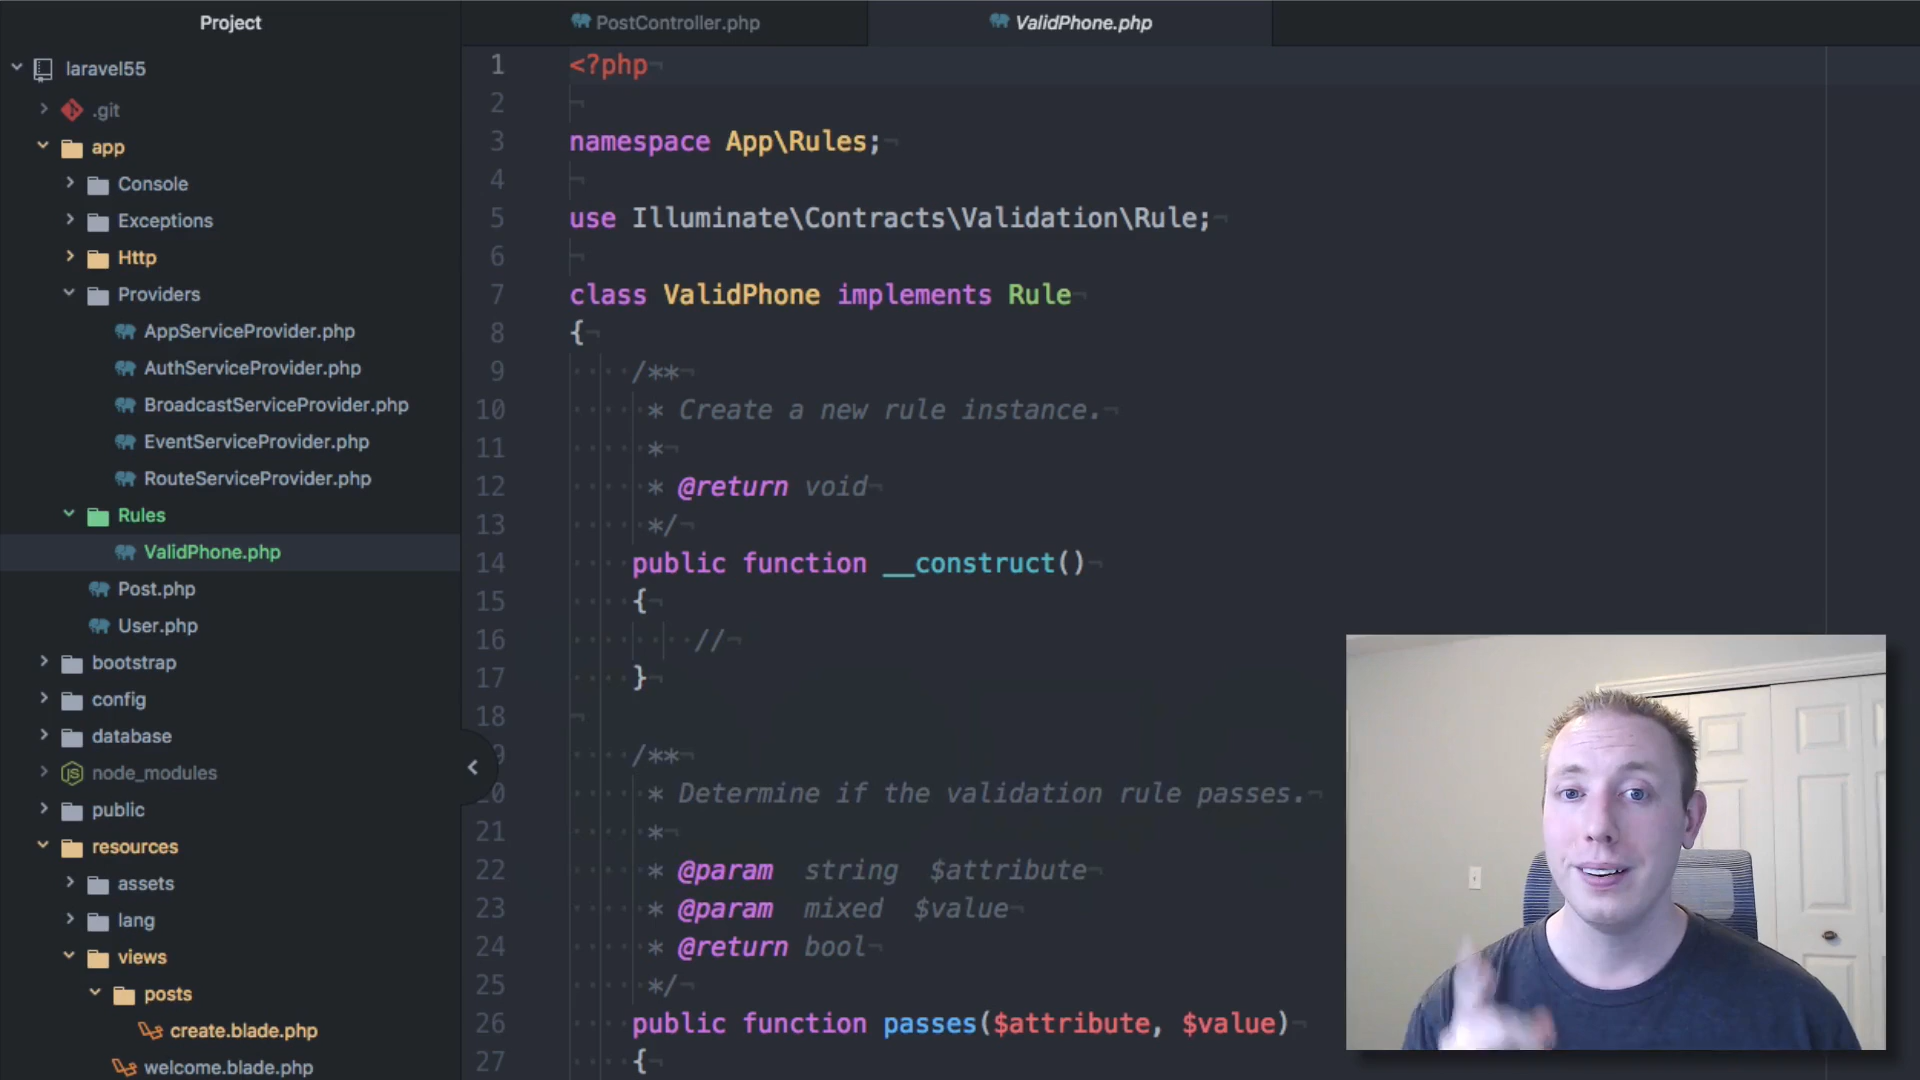 Project
laravel55
.git
app
Console
Exceptions
Http
Providers
AppServiceProvider.php
AuthServiceProvider.php
BroadcastServiceProvider.php
EventServiceProvider.php
RouteServiceProvider.php
Rules
ValidPhone.php
Post.php
User.php
bootstrap
config
database
node_modules
public
resources
assets
lang
views
posts
create.blade.php
welcome.blade.php
PostController.php
ValidPhone.php
1 <?php
2
3 namespace App\Rules;
4
5 use Illuminate\Contracts\Validation\Rule;
6
7 class ValidPhone implements Rule
8 {
9 /**
10 * Create a new rule instance.
11 *
12 * @return void
13 */
14 public function __construct()
15 {
16 //
17 }
18
9 /**
20 * Determine if the validation rule passes.
21 *
22 * @param string $attribute
23 * @param mixed $value
24 * @return bool
25 */
26 public function passes($attribute, $value)
27 {